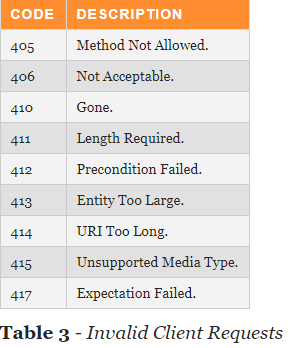 CODE DESCRIPTION
405 Method Not Allowed.
406 Not Acceptable.
410 Gone.
411 Length Required.
412 Precondition Failed.
413 Entity Too Large.
414 URI Too Long.
415 Unsupported Media Type.
417 Expectation Failed.
Table 3 - Invalid Client Requests